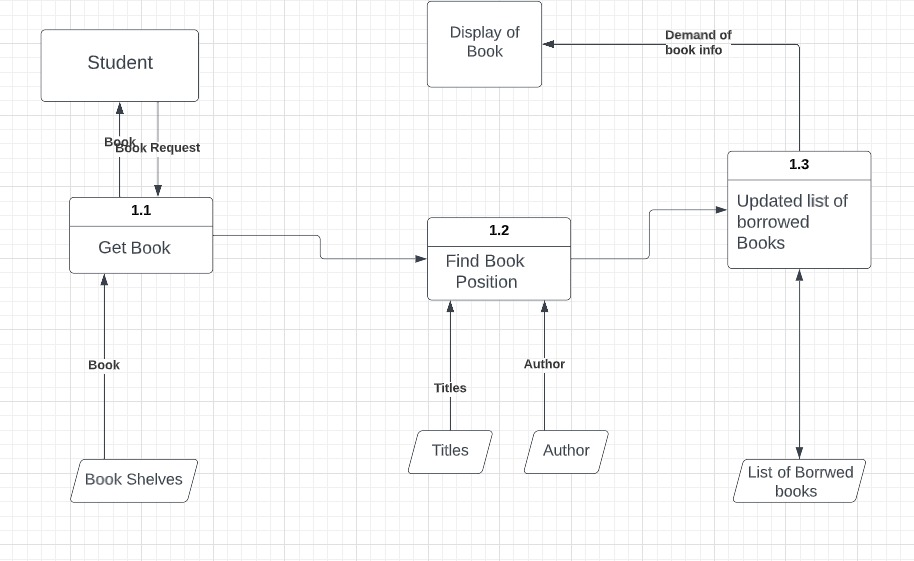 Student
Display of
Book
Demand of
book info
Book
Book Request
1.1
Get Book
1.2
Find Book
Position
1.3
Updated list of
borrowed
Books
Book
Titles
Author
Book Shelves
Titles
Author
List of Borrwed
books